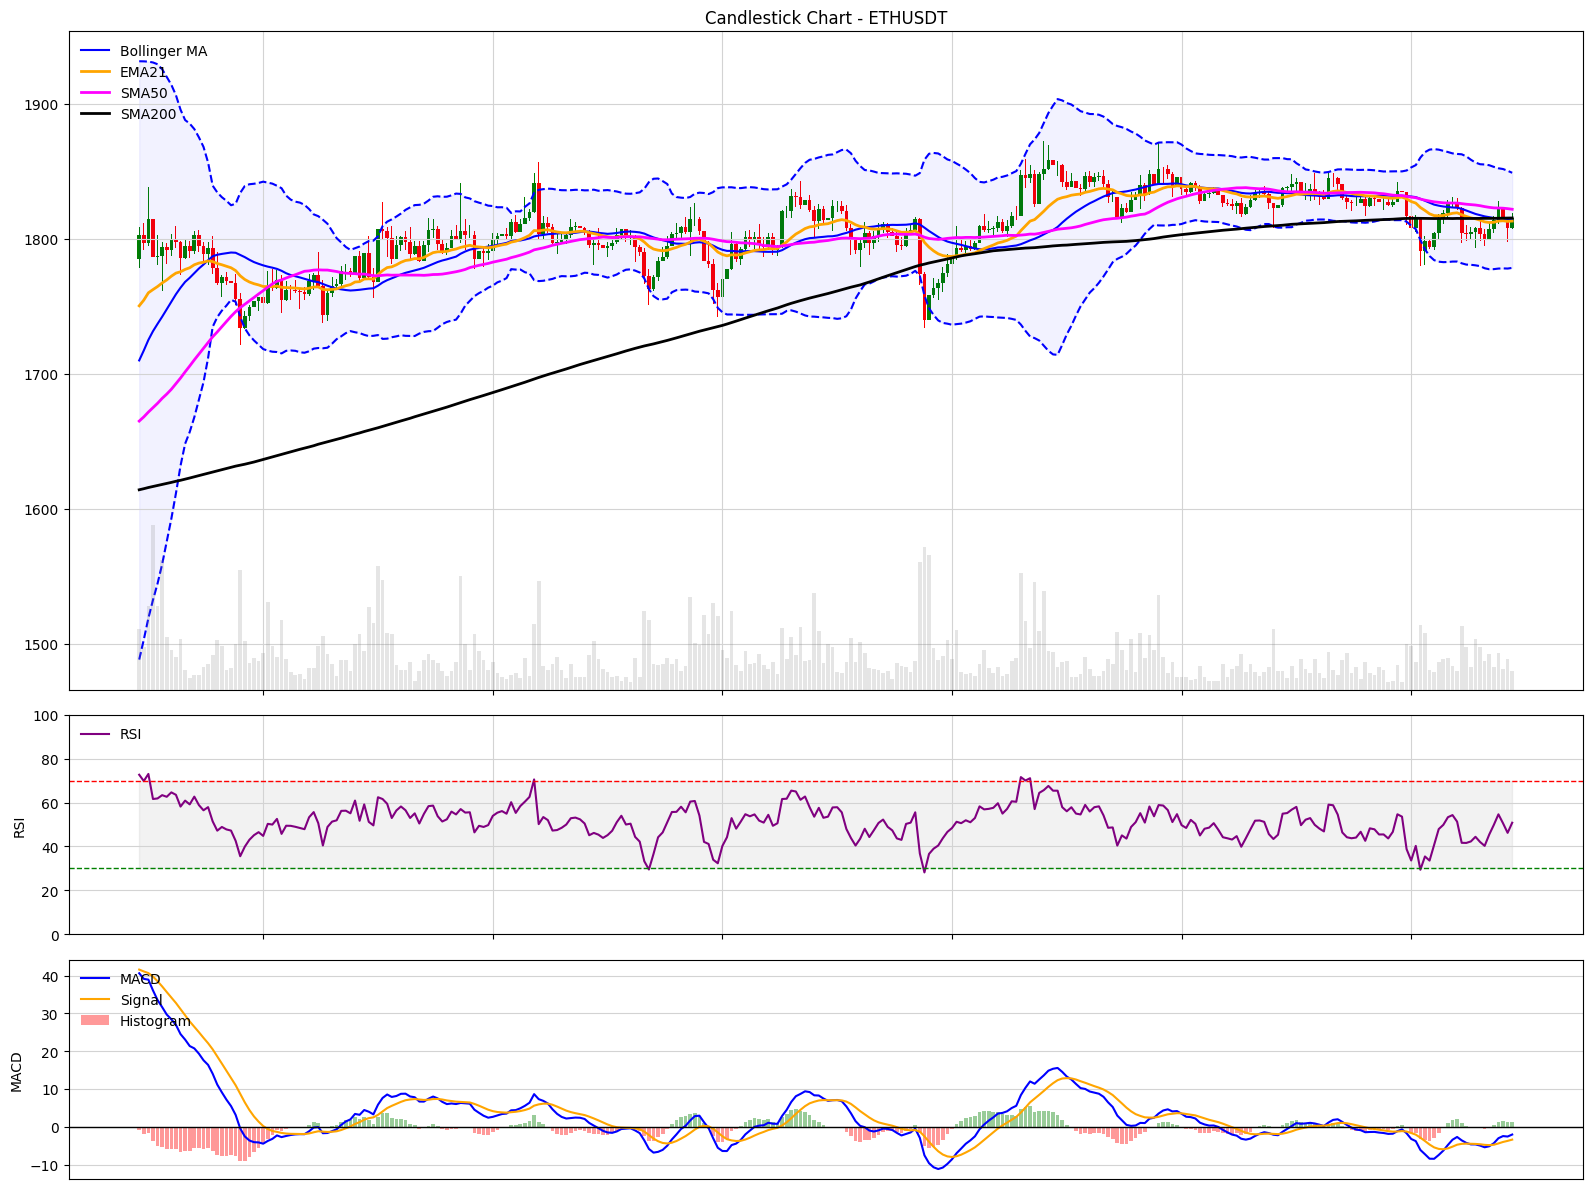 Candlestick Chart - ETHUSDT
Bollinger MA
EMA21
SMA50
SMA200
1900
1800
1700
1600
1500
RSI
100
80
60
40
20
0
RSI
MACD
Signal
Histogram
40
30
20
10
0
−10
MACD